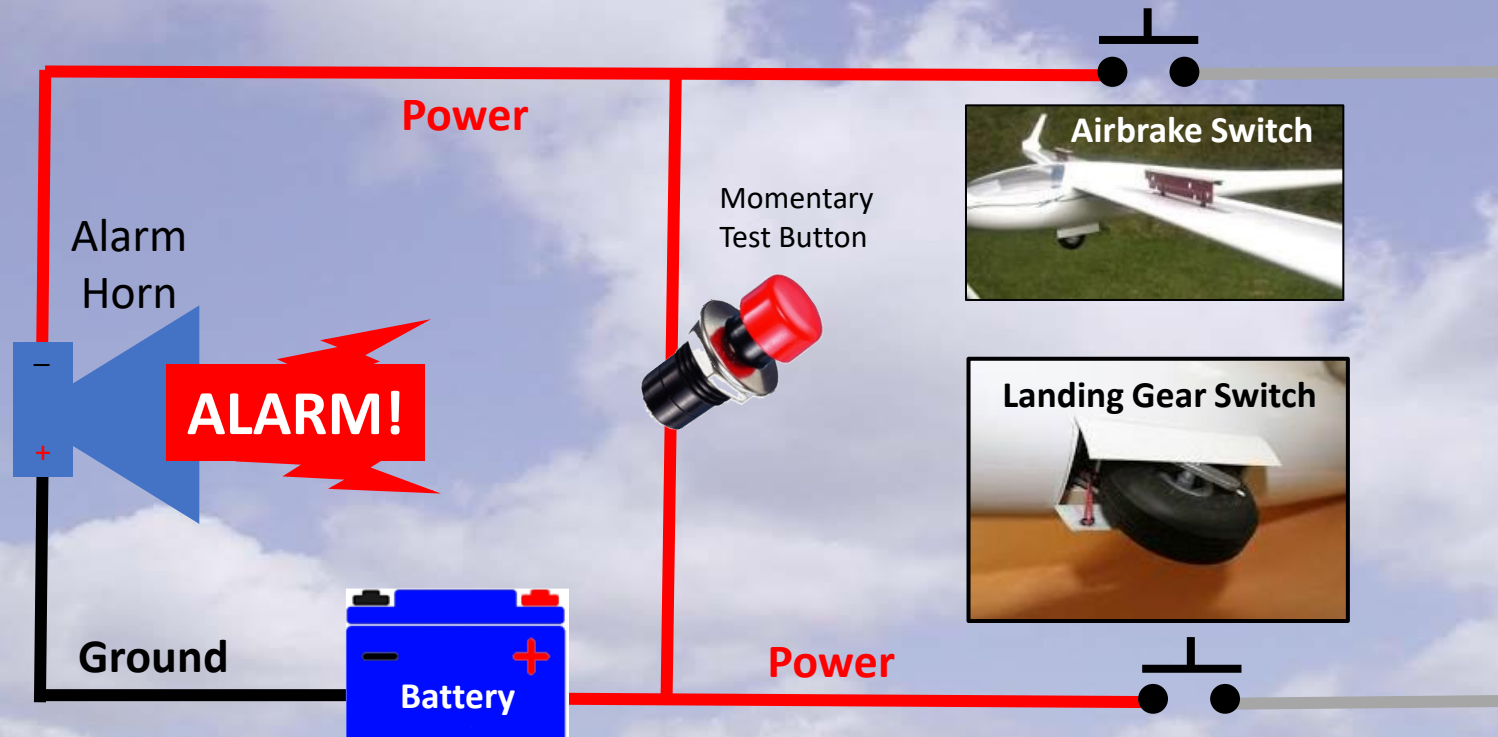 Power
Airbrake Switch
Momentary
Test Button
Alarm
Horn
–
+
ALARM!
Landing Gear Switch
Ground
– +
Battery
Power